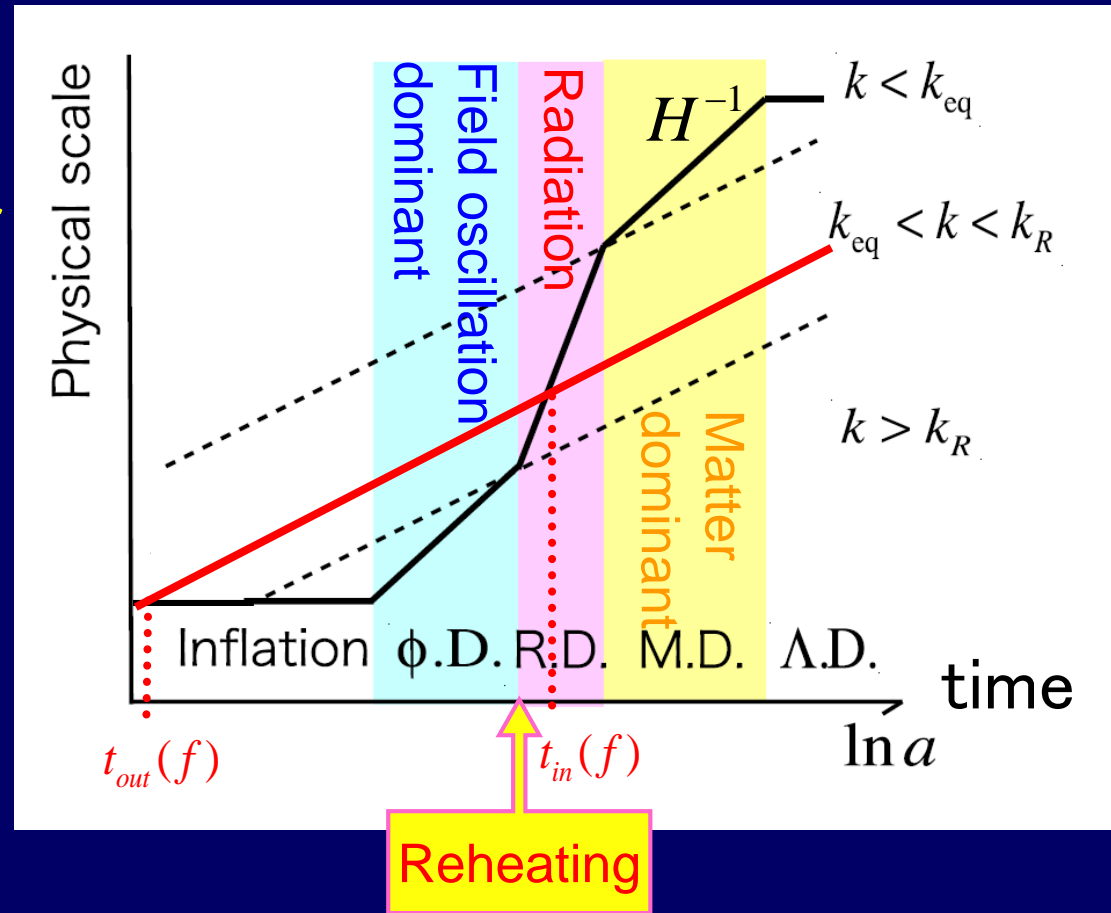 Physical scale
Field oscillation
dominant
Radiation
H⁻¹
k < k_eq
k_eq < k < k_R
k > k_R
Matter
dominant
Inflation φ.D. R.D. M.D. Λ.D.
time
ln a
t_out(f)
t_in(f)
Reheating